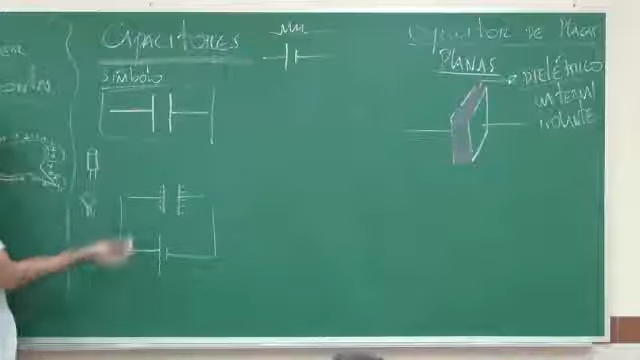 CAPACITORES
símbolo
CAPACITOR DE PLACAS
PLANAS
DIELÉTRICO
MATERIAL
ISOLANTE